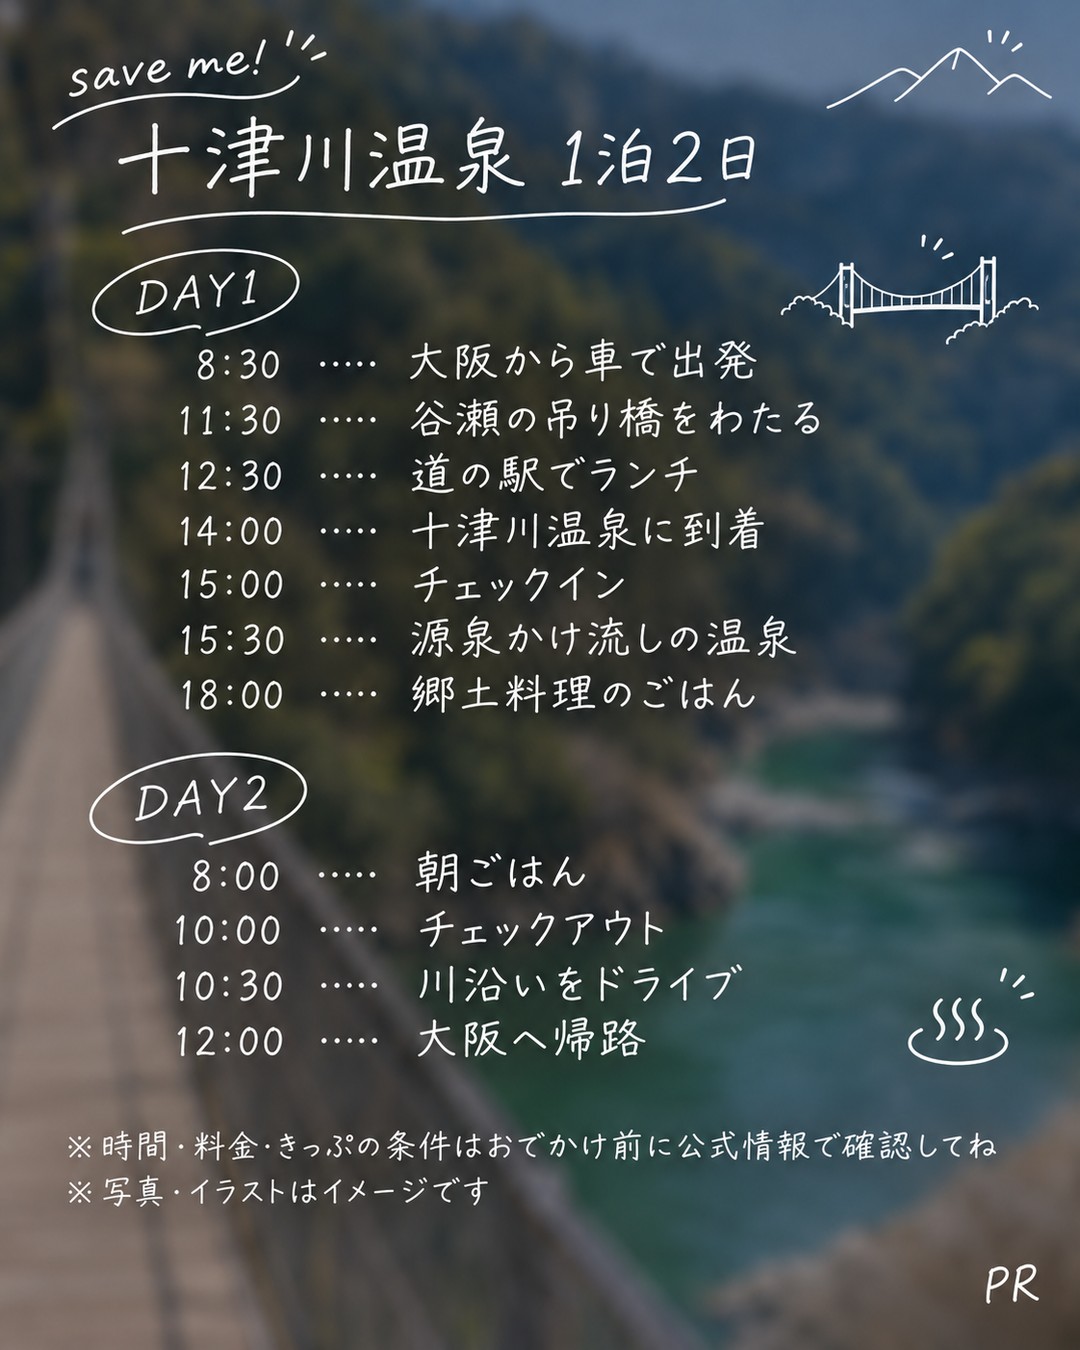 save me!
十津川温泉 1泊2日
DAY1
8:30 ····· 大阪から車で出発
11:30 ····· 谷瀬の吊り橋をわたる
12:30 ····· 道の駅でランチ
14:00 ····· 十津川温泉に到着
15:00 ····· チェックイン
15:30 ····· 源泉かけ流しの温泉
18:00 ····· 郷土料理のごはん
DAY2
8:00 ····· 朝ごはん
10:00 ····· チェックアウト
10:30 ····· 川沿いをドライブ
12:00 ····· 大阪へ帰路
※ 時間・料金・きっぷの条件はおでかけ前に公式情報で確認してね
※ 写真・イラストはイメージです
PR